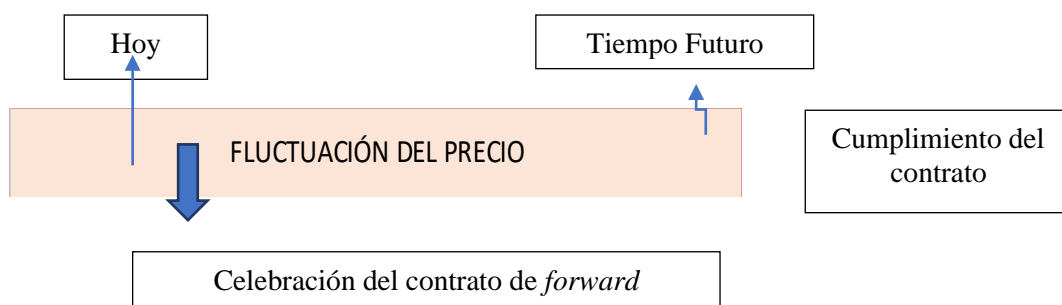 Hoy
Tiempo Futuro
FLUCTUACIÓN DEL PRECIO
Cumplimiento del
contrato
Celebración del contrato de forward